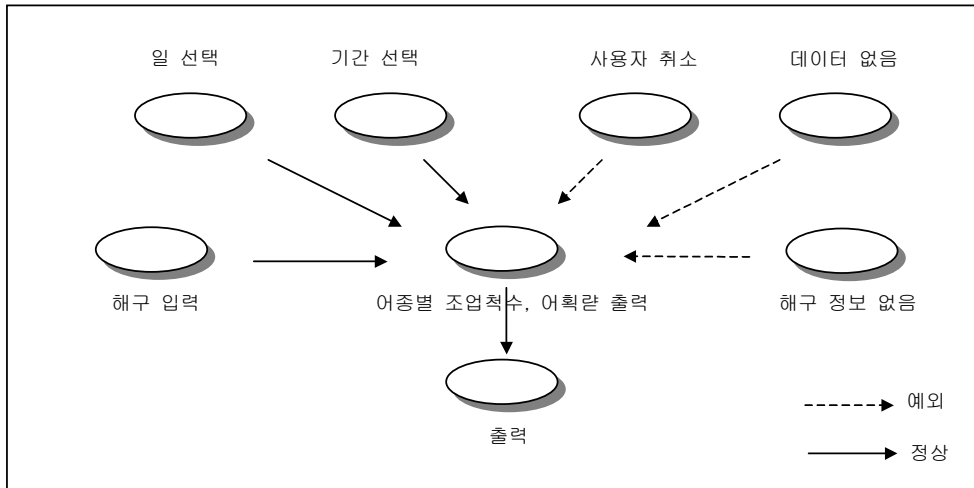 일 선택
기간 선택
사용자 취소
데이터 없음
해구 입력
어종별 조업척수, 어획랸 출력
해구 정보 없음
출력
예외
정상